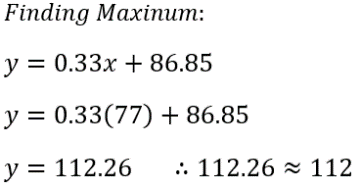 Finding Maxinum:
y = 0.33x + 86.85
y = 0.33(77) + 86.85
y = 112.26 ∴ 112.26 ≈ 112